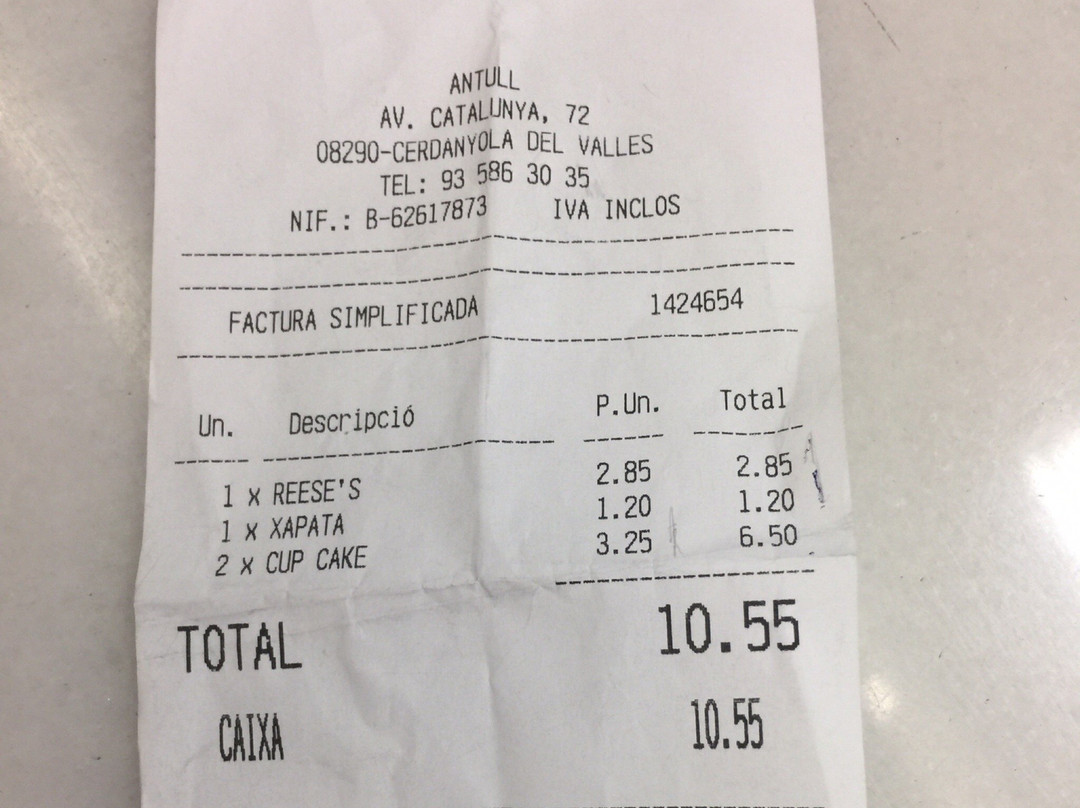 ANTULL
AV. CATALUNYA, 72
08290-CERDANYOLA DEL VALLES
TEL: 93 586 30 35
NIF.: B-62617873 IVA INCLOS
FACTURA SIMPLIFICADA 1424654
Un. Descripció P.Un. Total
1 x REESE'S 2.85 2.85
1 x XAPATA 1.20 1.20
2 x CUP CAKE 3.25 6.50
TOTAL 10.55
CAIXA 10.55